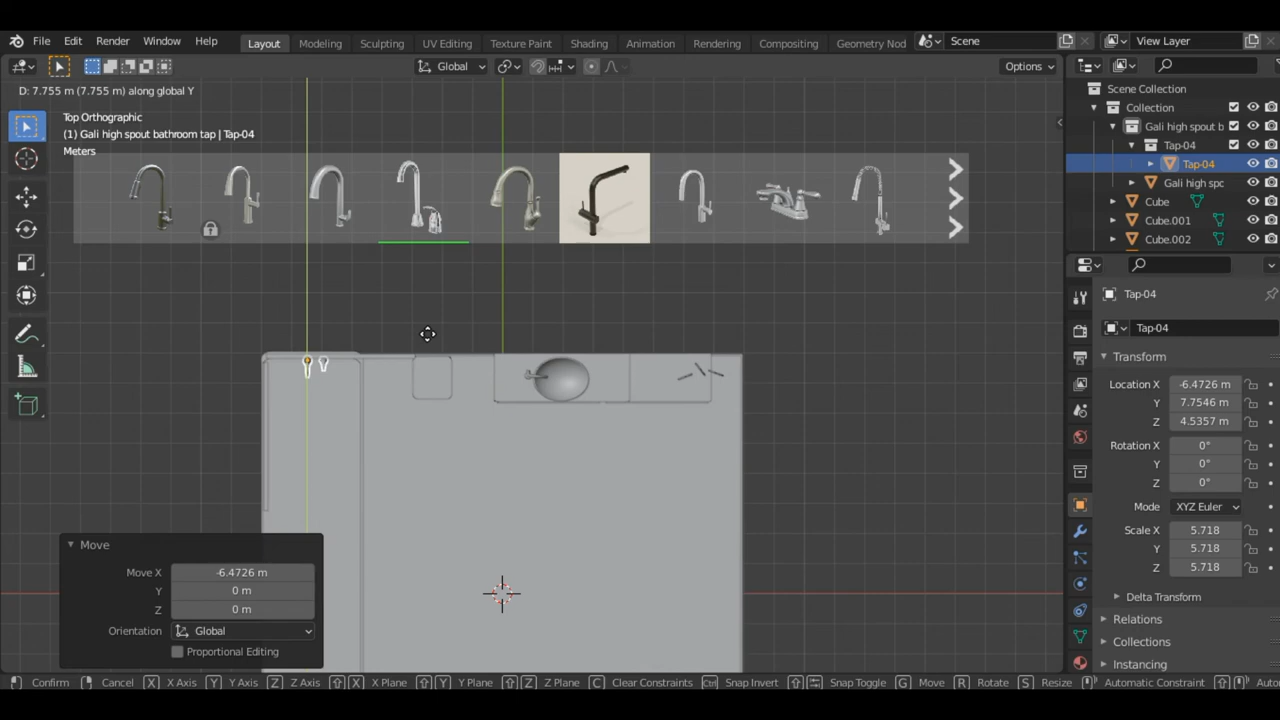 File Edit Render Window Help Layout Modeling Sculpting UV Editing Texture Paint Shading Animation Rendering Compositing Geometry Nod Scene View Layer
Global Options
D: 7.755 m (7.755 m) along global Y
Top Orthographic
(1) Gali high spout bathroom tap | Tap-04
Meters
Scene Collection
Collection
Gali high spout b
Tap-04
Tap-04
Gali high spc
Cube
Cube.001
Cube.002
Tap-04
Tap-04
Transform
Location X -6.4726 m
Y 7.7546 m
Z 4.5357 m
Rotation X 0°
Y 0°
Z 0°
Mode XYZ Euler
Scale X 5.718
Y 5.718
Z 5.718
Delta Transform
Relations
Collections
Instancing
Move
Move X -6.4726 m
Y 0 m
Z 0 m
Orientation Global
Proportional Editing
Confirm Cancel X X Axis Y Y Axis Z Z Axis X X Plane Y Y Plane Z Z Plane C Clear Constraints Ctrl Snap Invert Snap Toggle G Move R Rotate S Resize Automatic Constraint Auto